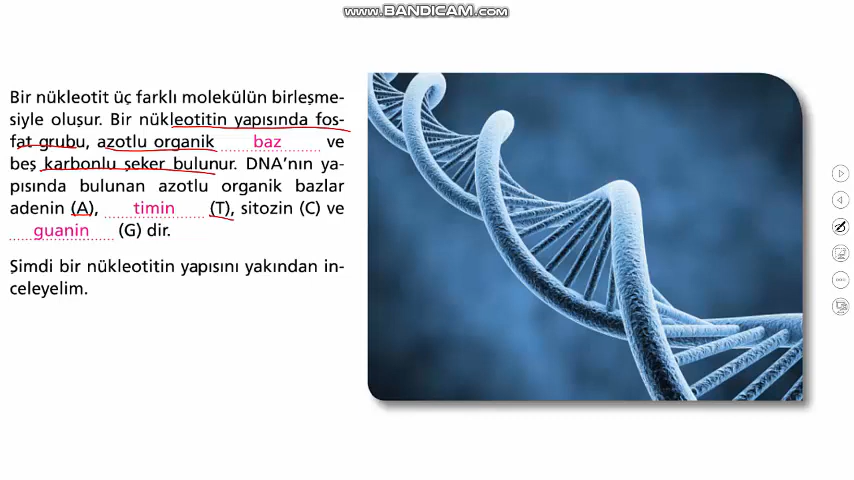 www.BANDICAM.com
Bir nükleotit üç farklı molekülün birleşme-
siyle oluşur. Bir nükleotitin yapısında fos-
fat grubu, azotlu organik baz ve
beş karbonlu şeker bulunur. DNA'nın ya-
pısında bulunan azotlu organik bazlar
adenin (A), timin (T), sitozin (C) ve
guanin (G) dir.
Şimdi bir nükleotitin yapısını yakından in-
celeyelim.